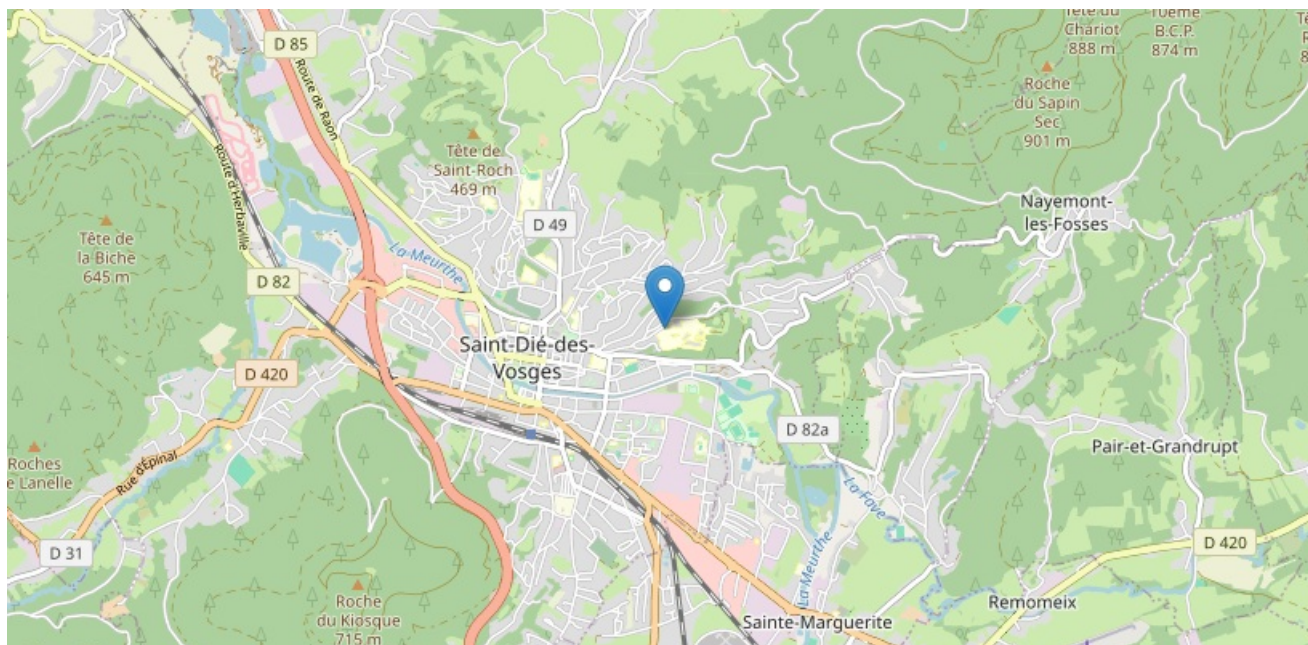 Tête du
Chariot
888 m
10ème
B.C.P.
874 m
D 85
Route de Raon
Roche
du Sapin
Sec
901 m
Tête de
Saint-Roch
469 m
Route d'Herbaville
Nayemont-
les-Fosses
Tête de
la Biche
645 m
D 49
La Meurthe
D 82
Saint-Dié-des-
Vosges
D 420
D 82a
Pair-et-Grandrupt
Roches
e Lanelle
Rue d'Épinal
La Fave
D 31
La Meurthe
D 420
Roche
du Kiosque
715 m
Remomeix
Sainte-Marguerite